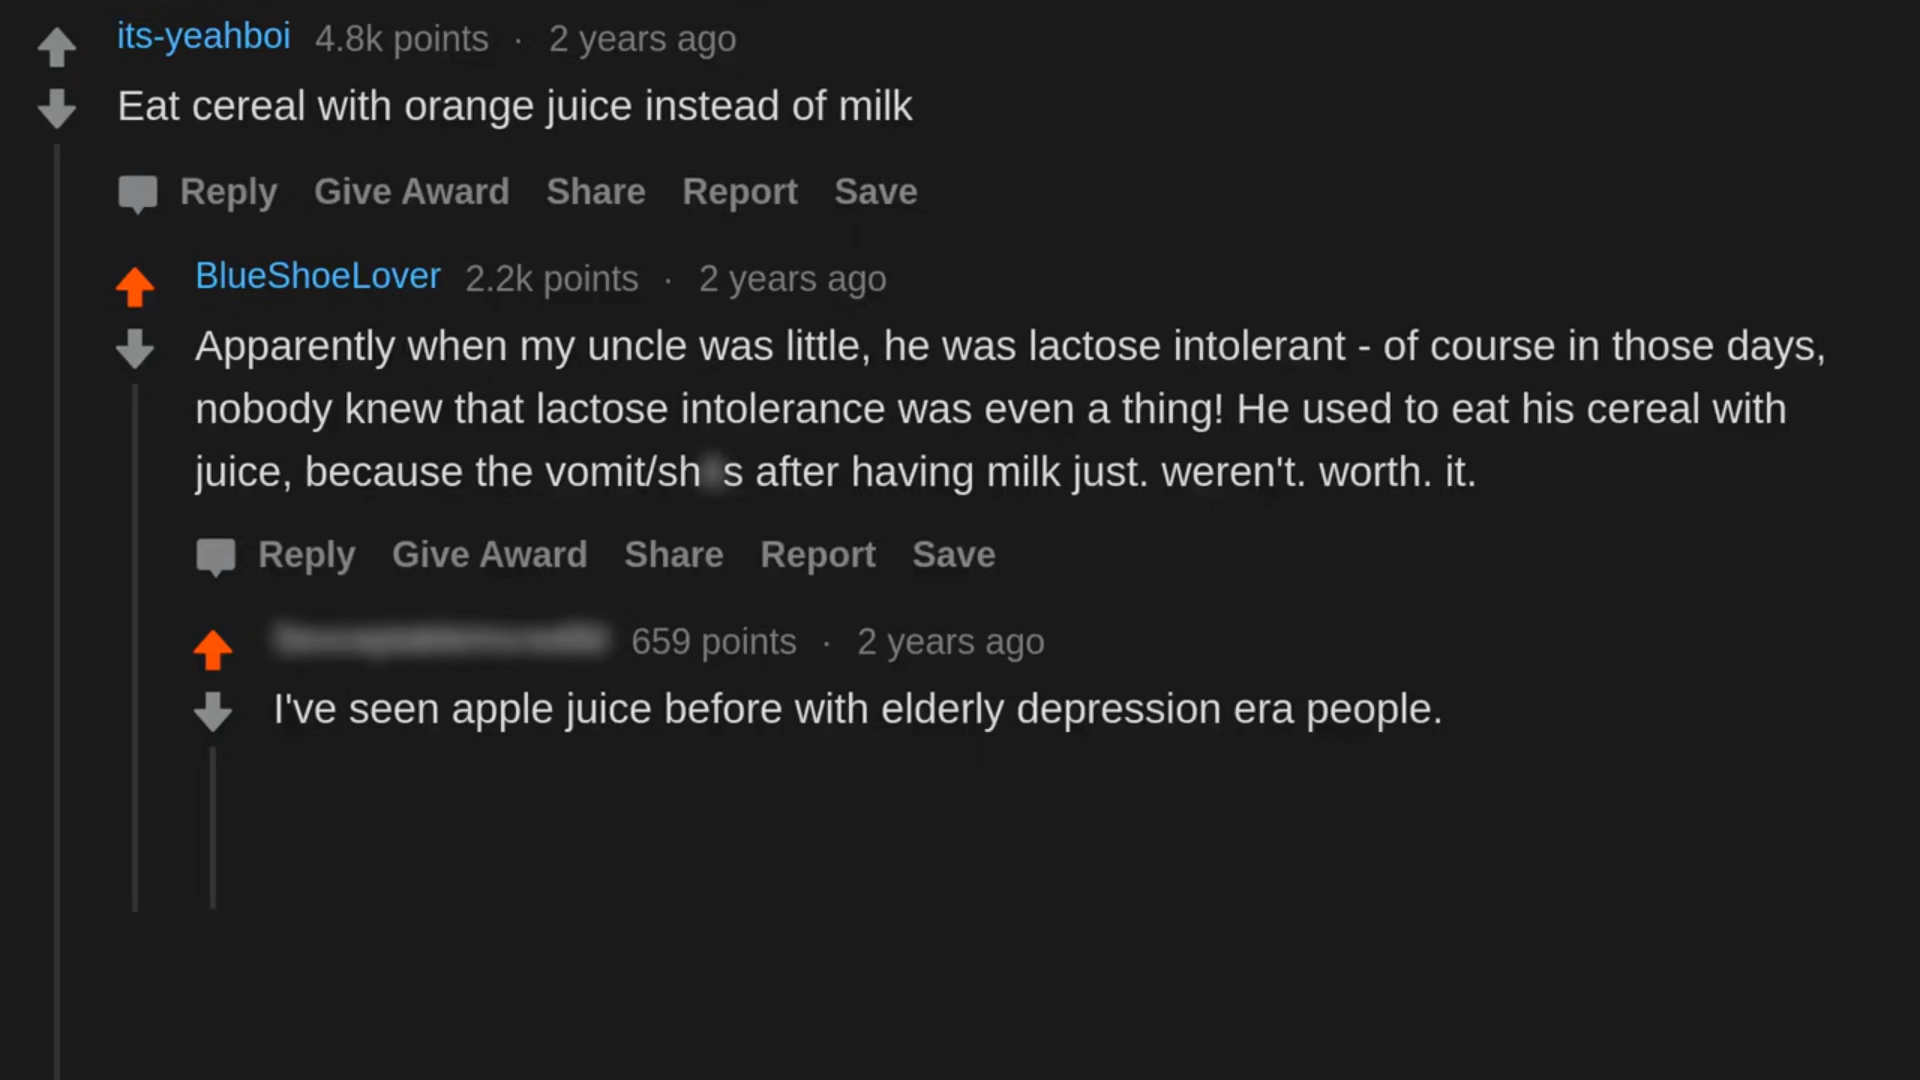 its-yeahboi 4.8k points · 2 years ago
Eat cereal with orange juice instead of milk
Reply Give Award Share Report Save
BlueShoeLover 2.2k points · 2 years ago
Apparently when my uncle was little, he was lactose intolerant - of course in those days,
nobody knew that lactose intolerance was even a thing! He used to eat his cereal with
juice, because the vomit/sh s after having milk just. weren't. worth. it.
Reply Give Award Share Report Save
659 points · 2 years ago
I've seen apple juice before with elderly depression era people.